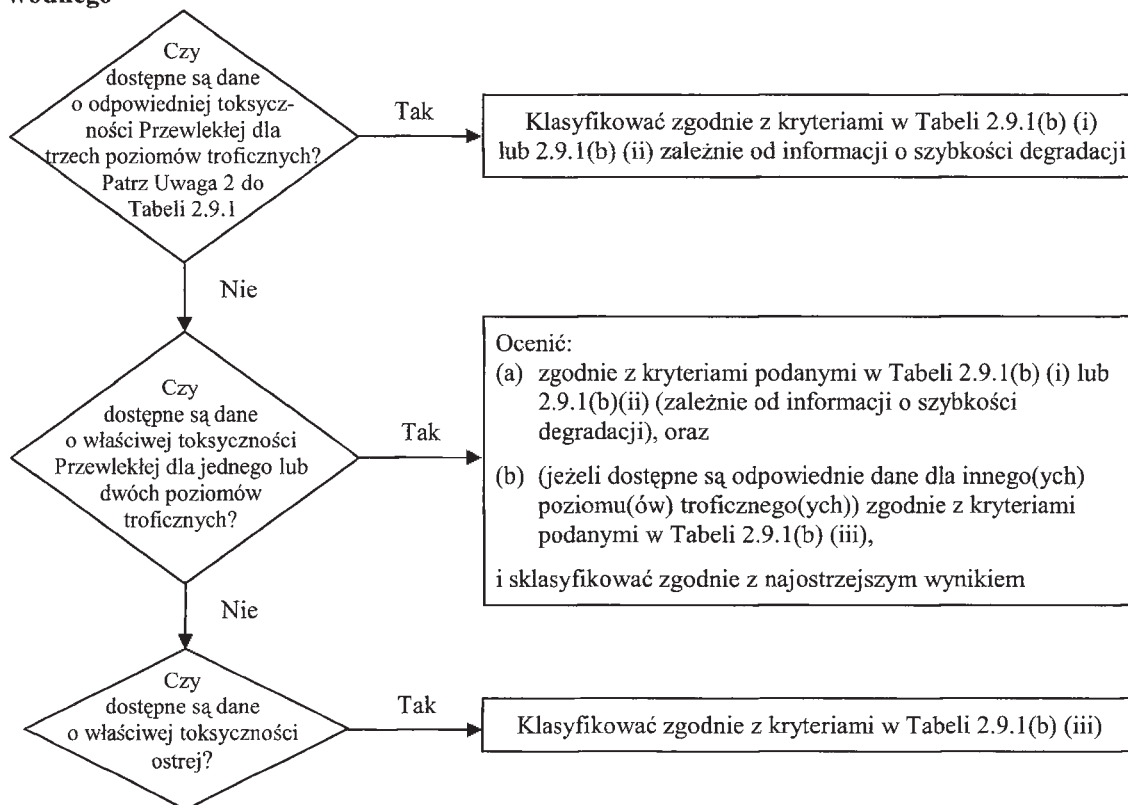 wodnego
Czy
dostępne są dane
o odpowiedniej toksycz-
ności Przewlekłej dla
trzech poziomów troficznych?
Patrz Uwaga 2 do
Tabeli 2.9.1
Tak
Klasyfikować zgodnie z kryteriami w Tabeli 2.9.1(b) (i)
lub 2.9.1(b) (ii) zależnie od informacji o szybkości degradacji
Nie
Czy
dostępne są dane
o właściwej toksyczności
Przewlekłej dla jednego lub
dwóch poziomów
troficznych?
Tak
Ocenić:
(a) zgodnie z kryteriami podanymi w Tabeli 2.9.1(b) (i) lub
2.9.1(b)(ii) (zależnie od informacji o szybkości
degradacji), oraz
(b) (jeżeli dostępne są odpowiednie dane dla innego(ych)
poziomu(ów) troficznego(ych)) zgodnie z kryteriami
podanymi w Tabeli 2.9.1(b) (iii),
i sklasyfikować zgodnie z najostrzejszym wynikiem
Nie
Czy
dostępne są dane
o właściwej toksyczności
ostrej?
Tak
Klasyfikować zgodnie z kryteriami w Tabeli 2.9.1(b) (iii)